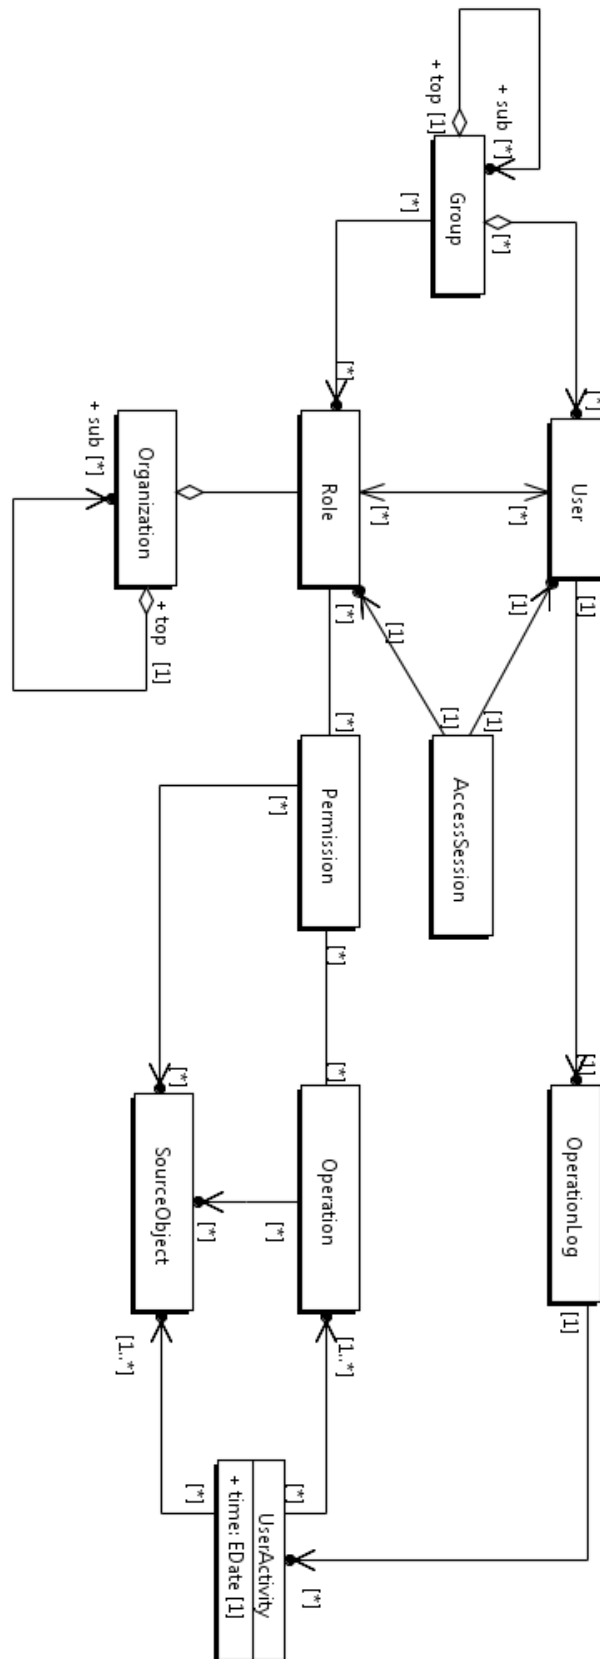 [*]
[1]
[1]
User
OperationLog
[1]
[*]
[1]
+ sub [*]
[*]
[1]
Group
AccessSession
+ top [1]
[1]
[*]
[1]
[*]
[*]
[*]
[*]
[*]
[*]
[1..*]
Role
Permission
Operation
[*]
[*]
[*]
[*]
UserActivity
+ time: EDate [1]
[*]
[*]
[*]
+ top [1]
Organization
SourceObject
[1..*]
+ sub [*]